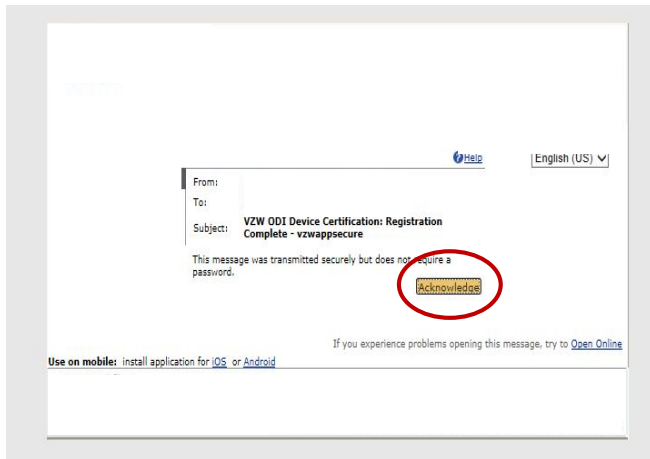 Help
English (US)
From:
To:
Subject: VZW ODI Device Certification: Registration
Complete - vzwappsecure
This message was transmitted securely but does not require a
password.
Acknowledge
If you experience problems opening this message, try to Open Online
Use on mobile: install application for iOS or Android